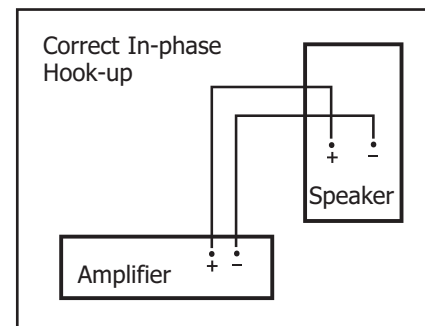 Correct In-phase
Hook-up
+ −
Speaker
Amplifier
+ −